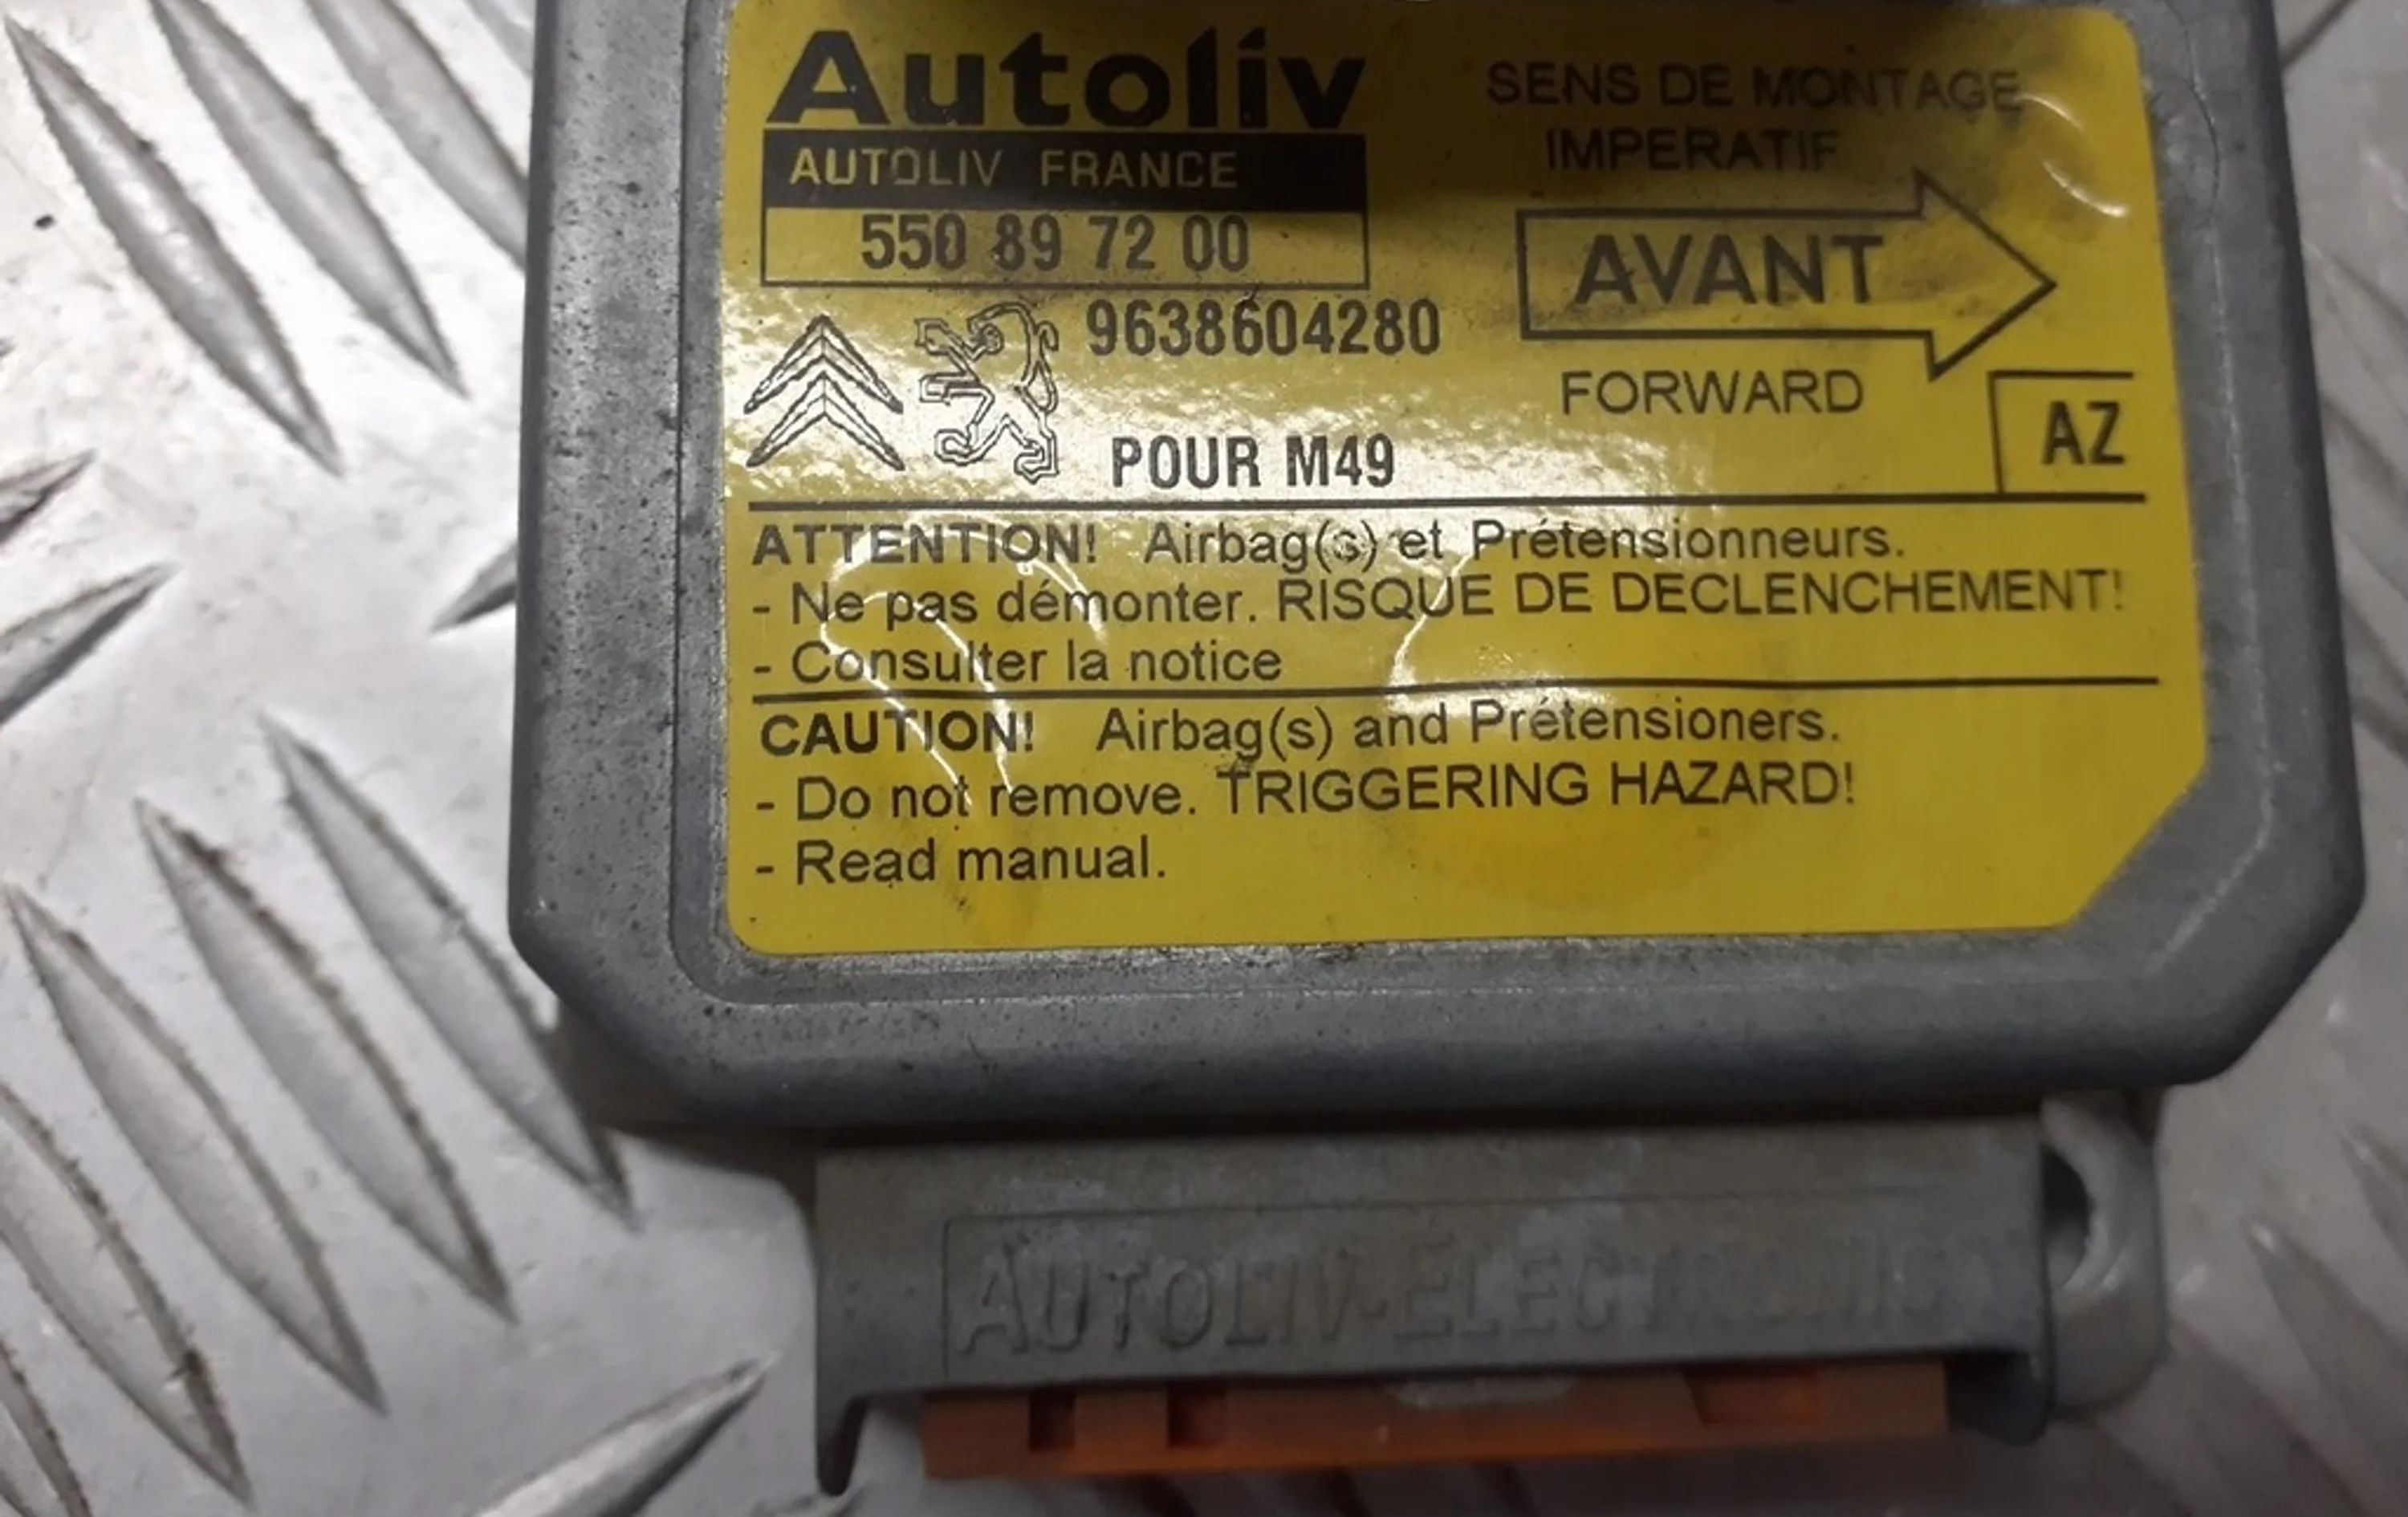 Autoliv
AUTOLIV FRANCE
550 89 72 00
9638604280
POUR M49
SENS DE MONTAGE
IMPERATIF
AVANT
FORWARD
AZ
ATTENTION! Airbag(s) et Prétensionneurs.
- Ne pas démonter. RISQUE DE DECLENCHEMENT!
- Consulter la notice
CAUTION! Airbag(s) and Prétensioners.
- Do not remove. TRIGGERING HAZARD!
- Read manual.
AUTOLIV-ELECTRONIC